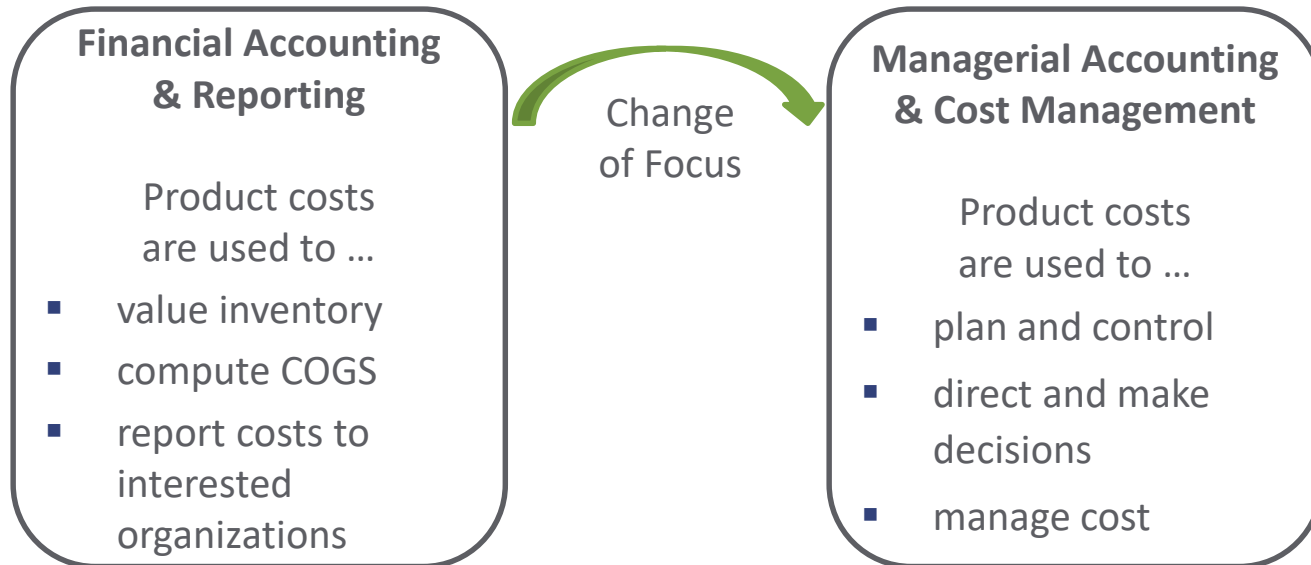 Financial Accounting
& Reporting
Product costs
are used to ...
▪ value inventory
▪ compute COGS
▪ report costs to
interested
organizations
Change
of Focus
Managerial Accounting
& Cost Management
Product costs
are used to ...
▪ plan and control
▪ direct and make
decisions
▪ manage cost